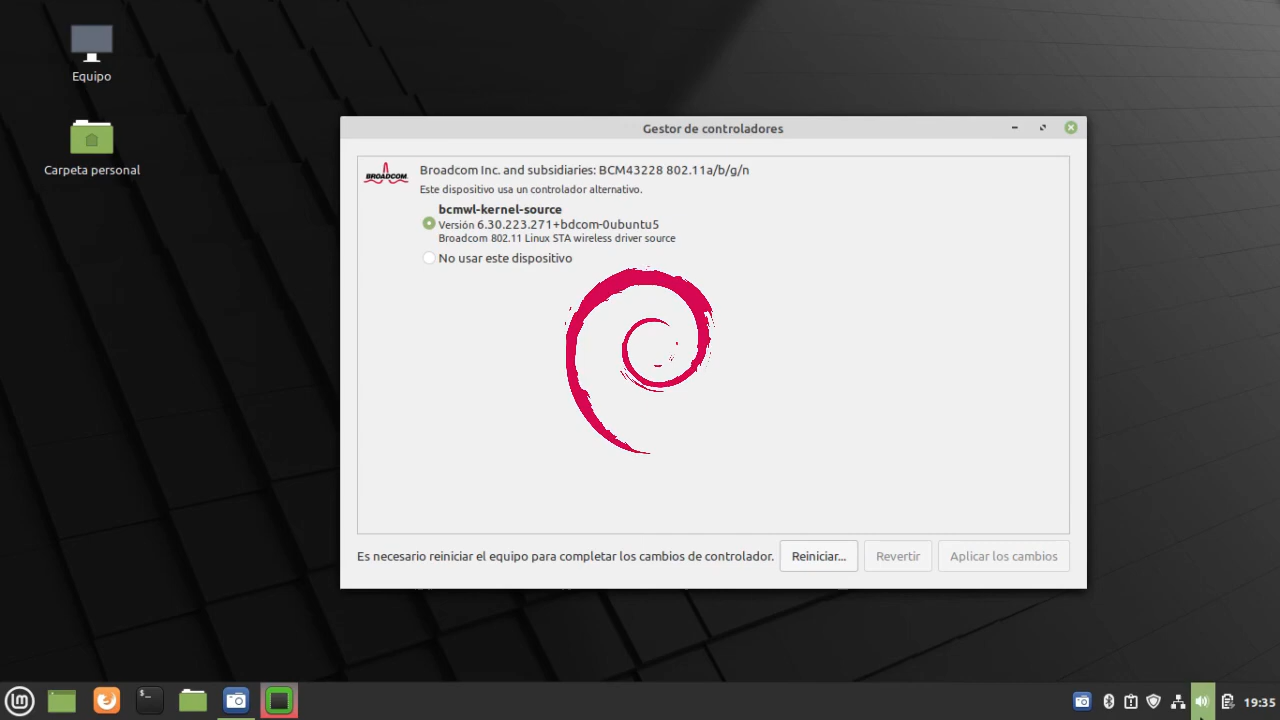 Equipo
Carpeta personal
Gestor de controladores
BROADCOM
Broadcom Inc. and subsidiaries: BCM43228 802.11a/b/g/n
Este dispositivo usa un controlador alternativo.
bcmwl-kernel-source
Versión 6.30.223.271+bdcom-0ubuntu5
Broadcom 802.11 Linux STA wireless driver source
No usar este dispositivo
Es necesario reiniciar el equipo para completar los cambios de controlador.
Reiniciar...
Revertir
Aplicar los cambios
lm
$_
19:35